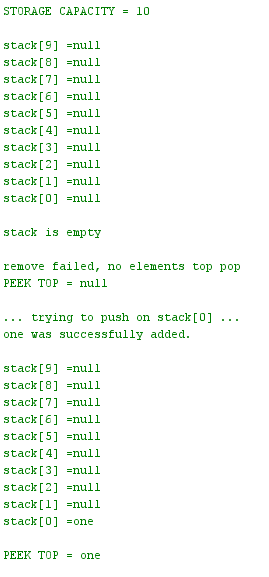 STORAGE CAPACITY = 10
stack[9] =null
stack[8] =null
stack[7] =null
stack[6] =null
stack[5] =null
stack[4] =null
stack[3] =null
stack[2] =null
stack[1] =null
stack[0] =null
stack is empty
remove failed, no elements top pop
PEEK TOP = null
... trying to push on stack[0] ...
one was successfully added.
stack[9] =null
stack[8] =null
stack[7] =null
stack[6] =null
stack[5] =null
stack[4] =null
stack[3] =null
stack[2] =null
stack[1] =null
stack[0] =one
PEEK TOP = one